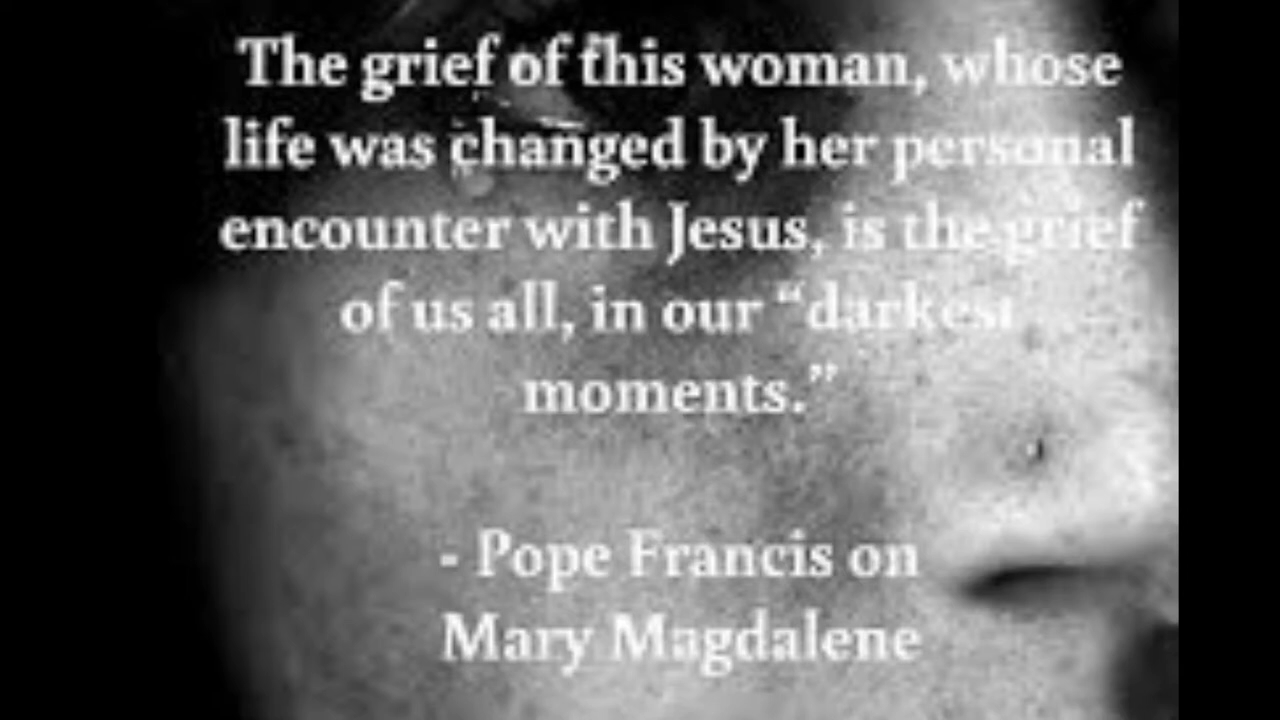 The grief of this woman, whose
life was changed by her personal
encounter with Jesus, is the grief
of us all, in our “darkest
moments.”
- Pope Francis on
Mary Magdalene